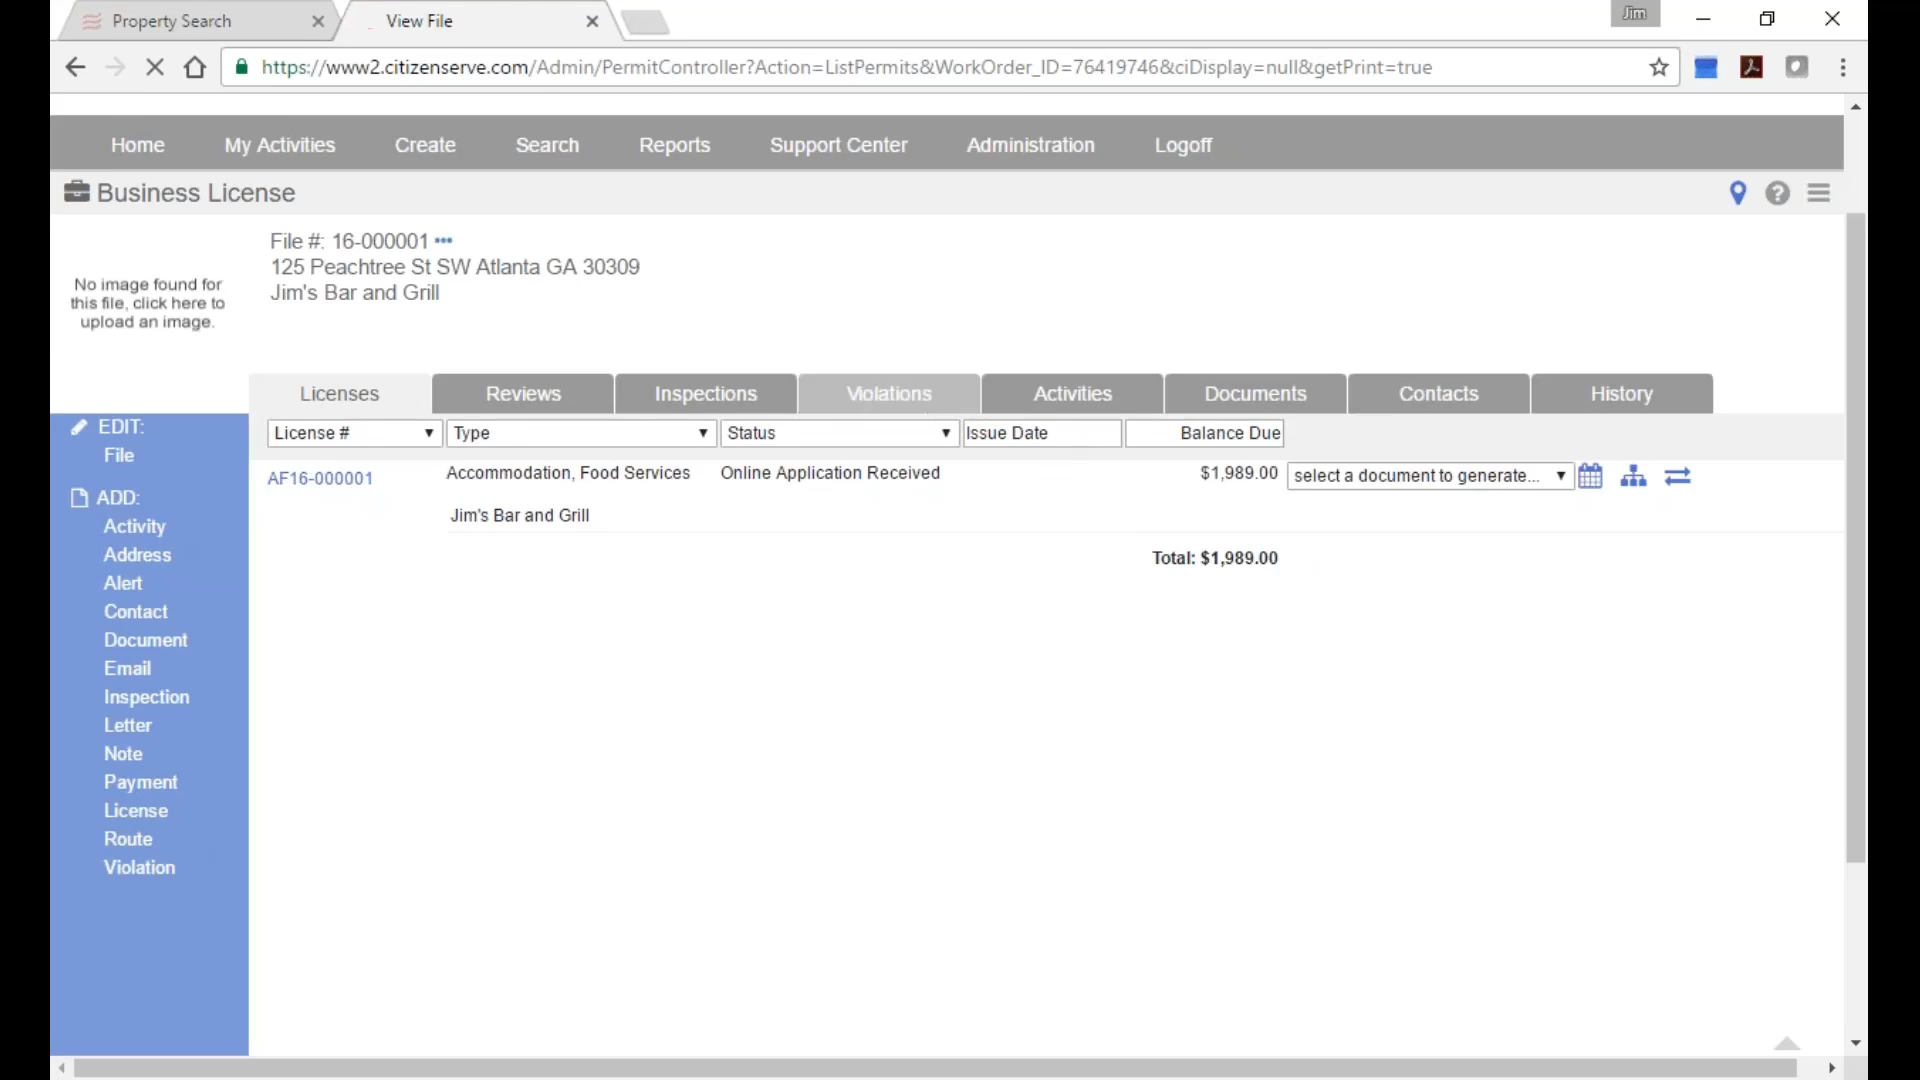 Property Search
View File
Jim
https://www2.citizenserve.com/Admin/PermitController?Action=ListPermits&WorkOrder_ID=76419746&ciDisplay=null&getPrint=true
Home My Activities Create Search Reports Support Center Administration Logoff
Business License
File #: 16-000001
125 Peachtree St SW Atlanta GA 30309
Jim's Bar and Grill
No image found for
this file, click here to
upload an image.
Licenses Reviews Inspections Violations Activities Documents Contacts History
License # Type Status Issue Date Balance Due
AF16-000001 Accommodation, Food Services Online Application Received $1,989.00 select a document to generate...
Jim's Bar and Grill
Total: $1,989.00
EDIT:
File
ADD:
Activity
Address
Alert
Contact
Document
Email
Inspection
Letter
Note
Payment
License
Route
Violation